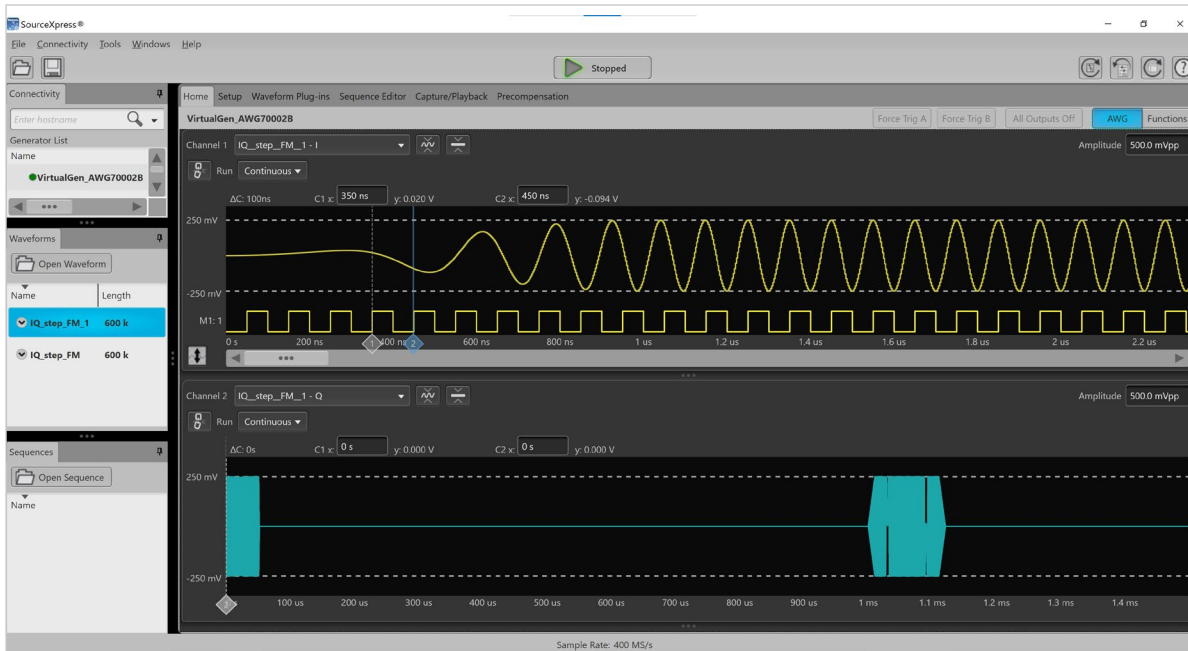 SourceXpress®
File Connectivity Tools Windows Help
Stopped
Connectivity
Enter hostname
Generator List
Name
VirtualGen_AWG70002B
Waveforms
Open Waveform
Name Length
IQ_step_FM_1 600 k
IQ_step_FM 600 k
Sequences
Open Sequence
Name
Home Setup Waveform Plug-ins Sequence Editor Capture/Playback Precompensation
VirtualGen_AWG70002B Force Trig A Force Trig B All Outputs Off AWG Functions
Channel 1 IQ__step__FM__1 - I Amplitude 500.0 mVpp
Run Continuous
ΔC: 100ns C1 x: 350 ns y: 0.020 V C2 x: 450 ns y: -0.094 V
250 mV
-250 mV
M1: 1
0 s 200 ns 400 ns 600 ns 800 ns 1 us 1.2 us 1.4 us 1.6 us 1.8 us 2 us 2.2 us
1 2
Channel 2 IQ__step__FM__1 - Q Amplitude 500.0 mVpp
Run Continuous
ΔC: 0s C1 x: 0 s y: 0.000 V C2 x: 0 s y: 0.000 V
250 mV
-250 mV
100 us 200 us 300 us 400 us 500 us 600 us 700 us 800 us 900 us 1 ms 1.1 ms 1.2 ms 1.3 ms 1.4 ms
Sample Rate: 400 MS/s